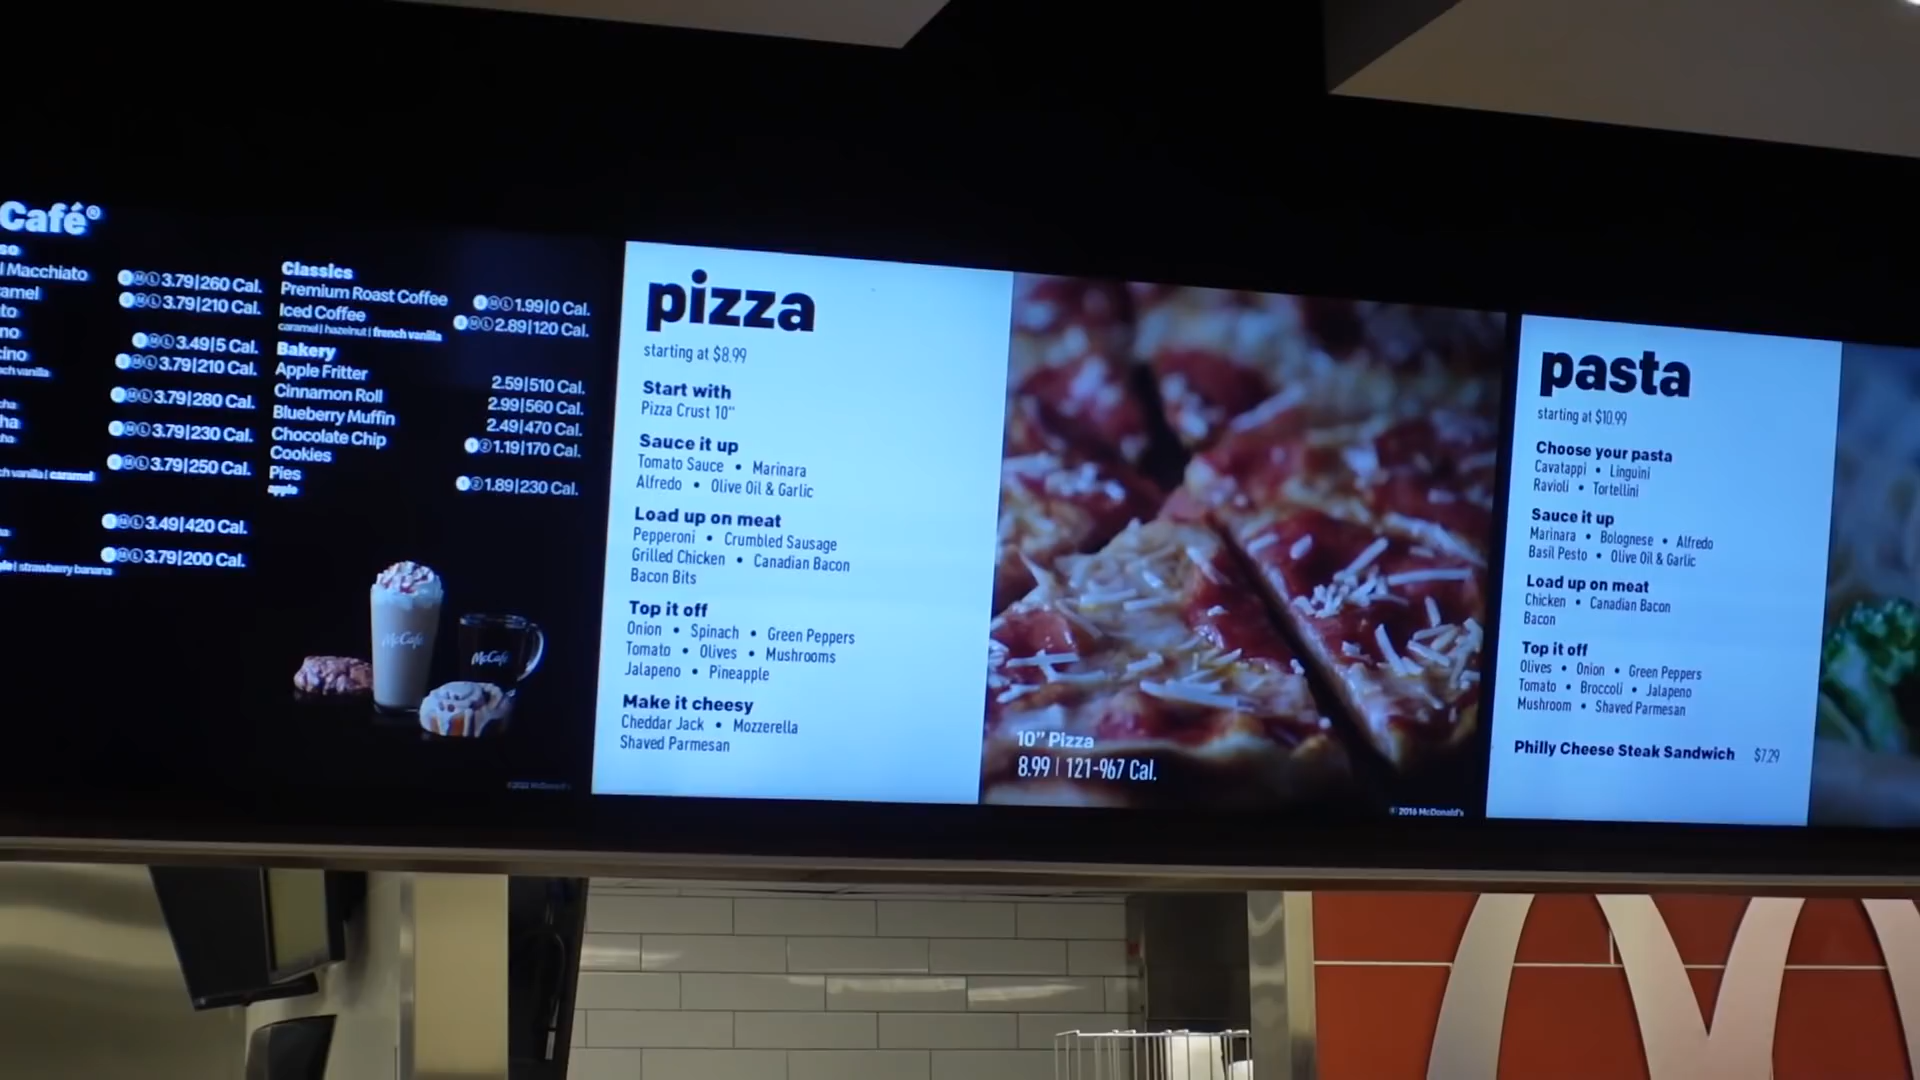 Café®
Macchiato
3.79|260 Cal.
3.79|210 Cal.
3.49|5 Cal.
3.79|210 Cal.
3.79|280 Cal.
3.79|230 Cal.
3.79|250 Cal.
vanilla | caramel
3.49|420 Cal.
3.79|200 Cal.
strawberry banana
Classics
Premium Roast Coffee S M L 1.99|0 Cal.
Iced Coffee S M L 2.89|120 Cal.
caramel | hazelnut | french vanilla
Bakery
Apple Fritter 2.59|510 Cal.
Cinnamon Roll 2.99|560 Cal.
Blueberry Muffin 2.49|470 Cal.
Chocolate Chip 1 2 1.19|170 Cal.
Cookies
Pies 1 2 1.89|230 Cal.
apple
McCafé
McCafé
pizza
starting at $8.99
Start with
Pizza Crust 10"
Sauce it up
Tomato Sauce • Marinara
Alfredo • Olive Oil & Garlic
Load up on meat
Pepperoni • Crumbled Sausage
Grilled Chicken • Canadian Bacon
Bacon Bits
Top it off
Onion • Spinach • Green Peppers
Tomato • Olives • Mushrooms
Jalapeno • Pineapple
Make it cheesy
Cheddar Jack • Mozzerella
Shaved Parmesan
10" Pizza
8.99 | 121-967 Cal.
© 2016 McDonald's
pasta
starting at $10.99
Choose your pasta
Cavatappi • Linguini
Ravioli • Tortellini
Sauce it up
Marinara • Bolognese • Alfredo
Basil Pesto • Olive Oil & Garlic
Load up on meat
Chicken • Canadian Bacon
Bacon
Top it off
Olives • Onion • Green Peppers
Tomato • Broccoli • Jalapeno
Mushroom • Shaved Parmesan
Philly Cheese Steak Sandwich $7.29